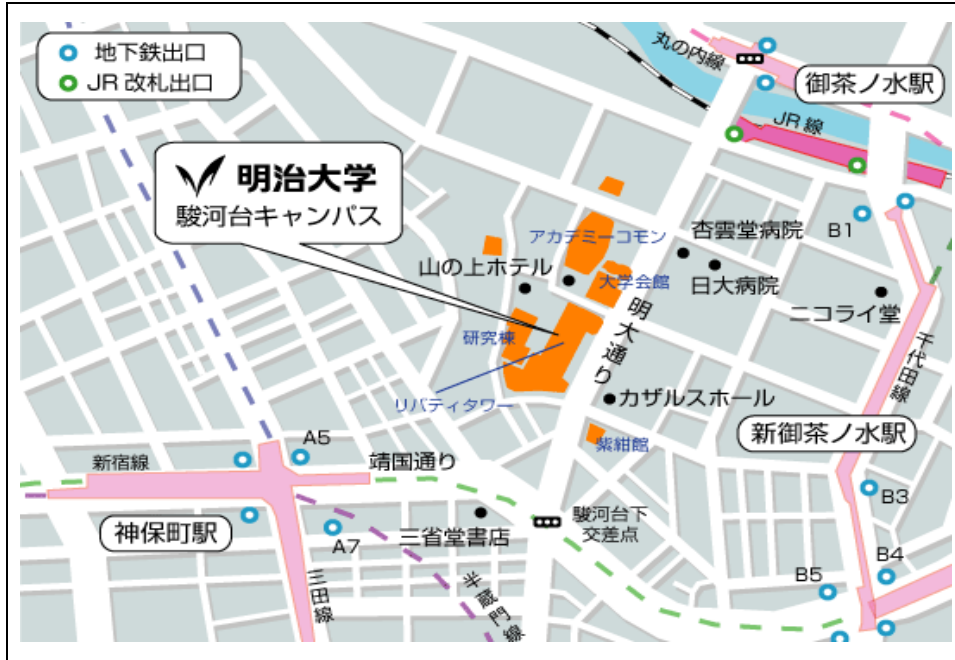 地下鉄出口
JR改札出口
丸の内線
御茶ノ水駅
JR線
明治大学
駿河台キャンパス
アカデミーコモン
杏雲堂病院
B1
山の上ホテル
大学会館
日大病院
ニコライ堂
明大通り
研究棟
千代田線
リバティタワー
カザルスホール
紫紺館
新御茶ノ水駅
A5
新宿線
靖国通り
B3
神保町駅
A7
三省堂書店
駿河台下
交差点
B4
B5
三田線
半蔵門線